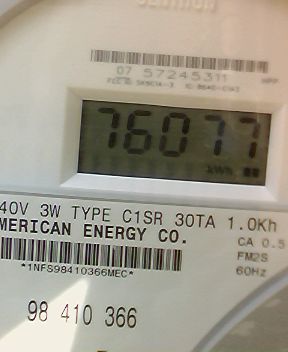 CENTRON
07 57245311
76077
kWh
40V 3W TYPE C1SR 30TA 1.0Kh
MERICAN ENERGY CO.
CA 0.5
*1NFS98410366MEC*
FM2S
60Hz
98 410 366